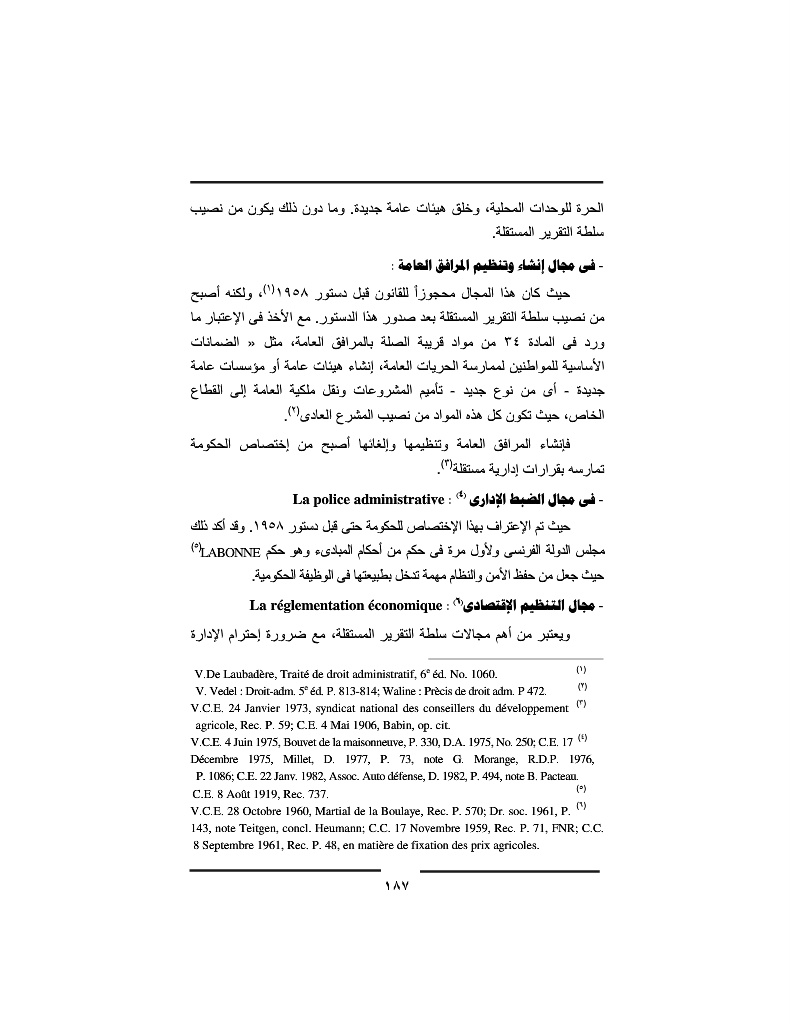 الحرة للوحدات المحلية، وخلق هيئات عامة جديدة. وما دون ذلك يكون من نصيب
سلطة التقرير المستقلة.
- فى مجال إنشاء وتنظيم المرافق العامة :
حيث كان هذا المجال محجوزاً للقانون قبل دستور ١٩٥٨(١)، ولكنه أصبح
من نصيب سلطة التقرير المستقلة بعد صدور هذا الدستور. مع الأخذ فى الإعتبار ما
ورد فى المادة ٣٤ من مواد قريبة الصلة بالمرافق العامة، مثل « الضمانات
الأساسية للمواطنين لممارسة الحريات العامة، إنشاء هيئات عامة أو مؤسسات عامة
جديدة - أى من نوع جديد - تأميم المشروعات ونقل ملكية العامة إلى القطاع
الخاص، حيث تكون كل هذه المواد من نصيب المشرع العادى(٢).
فإنشاء المرافق العامة وتنظيمها وإلغائها أصبح من إختصاص الحكومة
تمارسه بقرارات إدارية مستقلة(٣).
- فى مجال الضبط الإدارى (٤) : La police administrative
حيث تم الإعتراف بهذا الإختصاص للحكومة حتى قبل دستور ١٩٥٨. وقد أكد ذلك
مجلس الدولة الفرنسى ولأول مرة فى حكم من أحكام المبادىء وهو حكم LABONNE(٥)
حيث جعل من حفظ الأمن والنظام مهمة تدخل بطبيعتها فى الوظيفة الحكومية.
- مجال التنظيم الإقتصادى(٦) : La réglementation économique
ويعتبر من أهم مجالات سلطة التقرير المستقلة، مع ضرورة إحترام الإدارة
(١) V.De Laubadère, Traité de droit administratif, 6e éd. No. 1060.
(٢) V. Vedel : Droit-adm. 5e éd. P. 813-814; Waline : Prècis de droit adm. P 472.
(٣) V.C.E. 24 Janvier 1973, syndicat national des conseillers du développement
agricole, Rec. P. 59; C.E. 4 Mai 1906, Babin, op. cit.
(٤) V.C.E. 4 Juin 1975, Bouvet de la maisonneuve, P. 330, D.A. 1975, No. 250; C.E. 17
Décembre 1975, Millet, D. 1977, P. 73, note G. Morange, R.D.P. 1976,
P. 1086; C.E. 22 Janv. 1982, Assoc. Auto défense, D. 1982, P. 494, note B. Pacteau.
(٥) C.E. 8 Août 1919, Rec. 737.
(٦) V.C.E. 28 Octobre 1960, Martial de la Boulaye, Rec. P. 570; Dr. soc. 1961, P.
143, note Teitgen, concl. Heumann; C.C. 17 Novembre 1959, Rec. P. 71, FNR; C.C.
8 Septembre 1961, Rec. P. 48, en matière de fixation des prix agricoles.
١٨٧